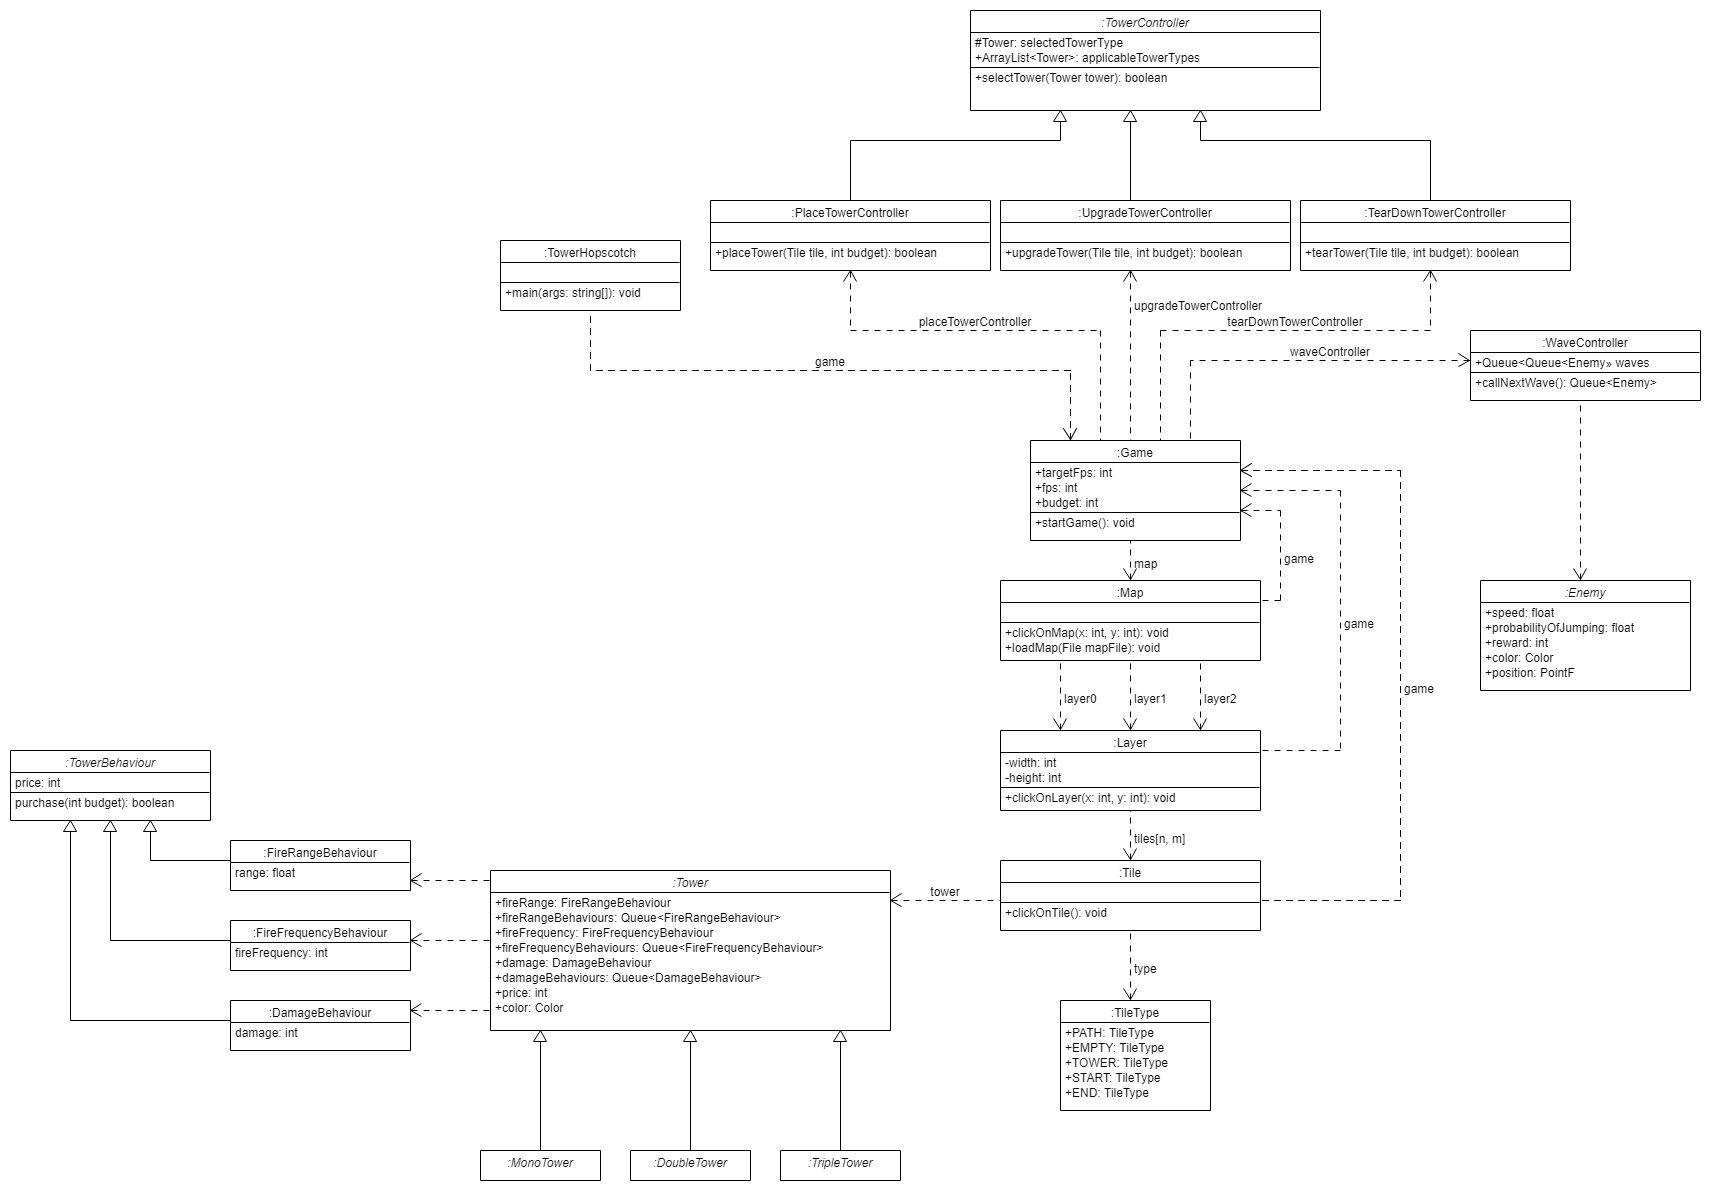 :TowerController
#Tower: selectedTowerType
+ArrayList<Tower>: applicableTowerTypes
+selectTower(Tower tower): boolean
:PlaceTowerController
+placeTower(Tile tile, int budget): boolean
:UpgradeTowerController
+upgradeTower(Tile tile, int budget): boolean
:TearDownTowerController
+tearTower(Tile tile, int budget): boolean
:TowerHopscotch
+main(args: string[]): void
upgradeTowerController
placeTowerController
tearDownTowerController
waveController
game
:WaveController
+Queue<Queue<Enemy» waves
+callNextWave(): Queue<Enemy>
:Game
+targetFps: int
+fps: int
+budget: int
+startGame(): void
map
game
:Map
+clickOnMap(x: int, y: int): void
+loadMap(File mapFile): void
game
:Enemy
+speed: float
+probabilityOfJumping: float
+reward: int
+color: Color
+position: PointF
layer0
layer1
layer2
game
:Layer
-width: int
-height: int
+clickOnLayer(x: int, y: int): void
:TowerBehaviour
price: int
purchase(int budget): boolean
tiles[n, m]
:FireRangeBehaviour
range: float
:FireFrequencyBehaviour
fireFrequency: int
:DamageBehaviour
damage: int
:Tower
+fireRange: FireRangeBehaviour
+fireRangeBehaviours: Queue<FireRangeBehaviour>
+fireFrequency: FireFrequencyBehaviour
+fireFrequencyBehaviours: Queue<FireFrequencyBehaviour>
+damage: DamageBehaviour
+damageBehaviours: Queue<DamageBehaviour>
+price: int
+color: Color
tower
:Tile
+clickOnTile(): void
type
:TileType
+PATH: TileType
+EMPTY: TileType
+TOWER: TileType
+START: TileType
+END: TileType
:MonoTower
:DoubleTower
:TripleTower